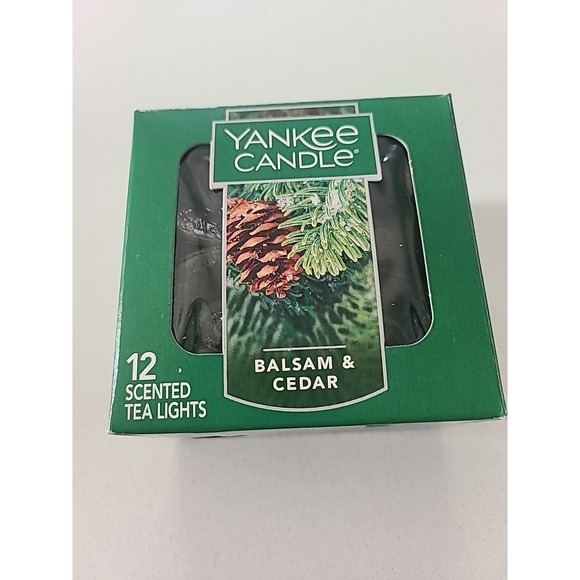 YANKEE
CANDLE®
BALSAM &
CEDAR
12
SCENTED
TEA LIGHTS